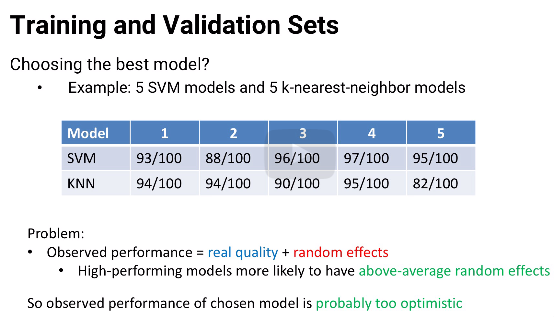 Training and Validation Sets
Choosing the best model?
• Example: 5 SVM models and 5 k-nearest-neighbor models
Model 1 2 3 4 5
SVM 93/100 88/100 96/100 97/100 95/100
KNN 94/100 94/100 90/100 95/100 82/100
Problem:
• Observed performance = real quality + random effects
• High-performing models more likely to have above-average random effects
So observed performance of chosen model is probably too optimistic